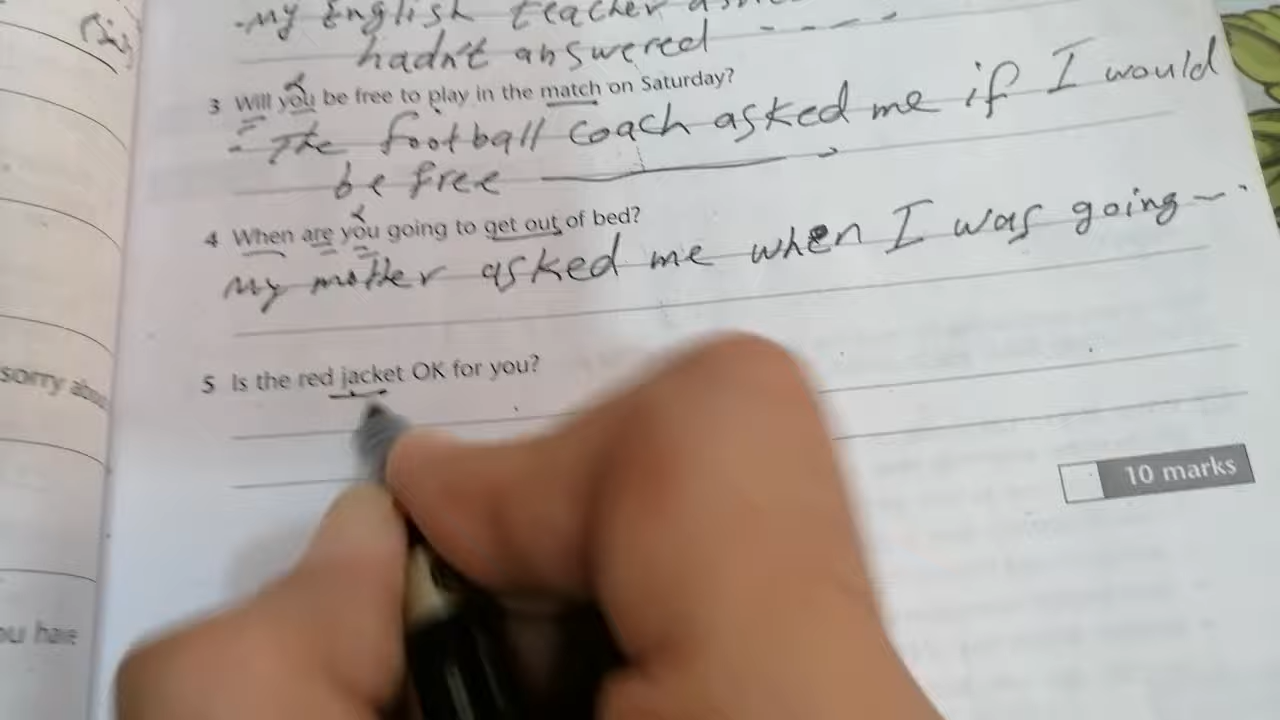 -My English teacher
hadn't answered ----
3 Will you be free to play in the match on Saturday?
- The football coach asked me if I would
be free
4 When are you going to get out of bed?
My mother asked me when I was going
5 Is the red jacket OK for you?
10 marks
sorry
ou have